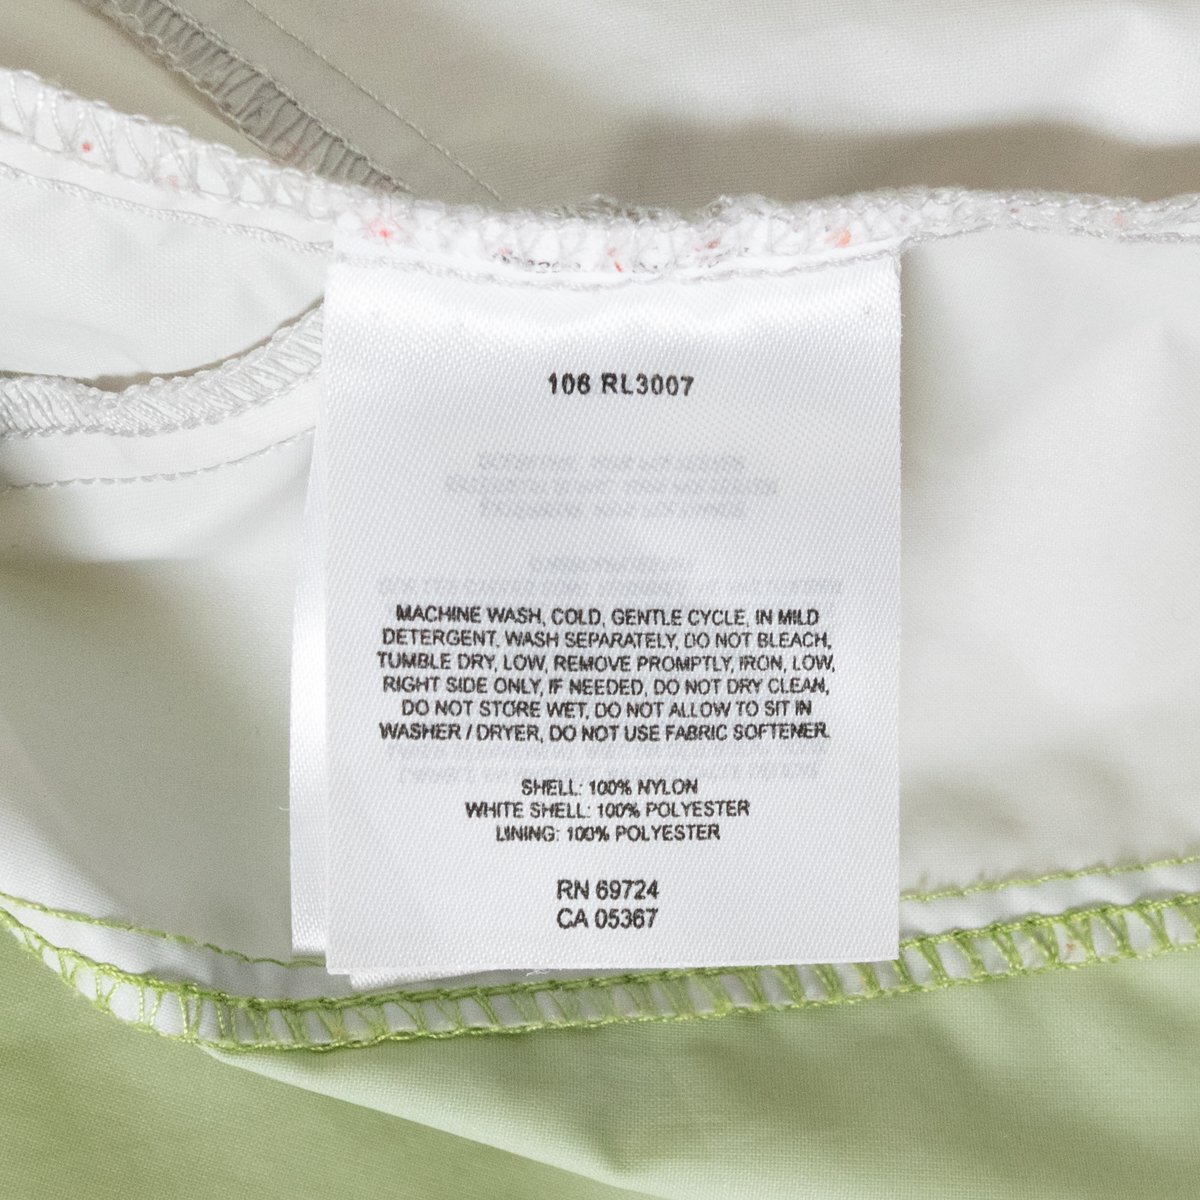 106 RL3007
MACHINE WASH, COLD, GENTLE CYCLE, IN MILD
DETERGENT, WASH SEPARATELY, DO NOT BLEACH,
TUMBLE DRY, LOW, REMOVE PROMPTLY, IRON, LOW,
RIGHT SIDE ONLY, IF NEEDED, DO NOT DRY CLEAN,
DO NOT STORE WET, DO NOT ALLOW TO SIT IN
WASHER / DRYER, DO NOT USE FABRIC SOFTENER.
SHELL: 100% NYLON
WHITE SHELL: 100% POLYESTER
LINING: 100% POLYESTER
RN 69724
CA 05367